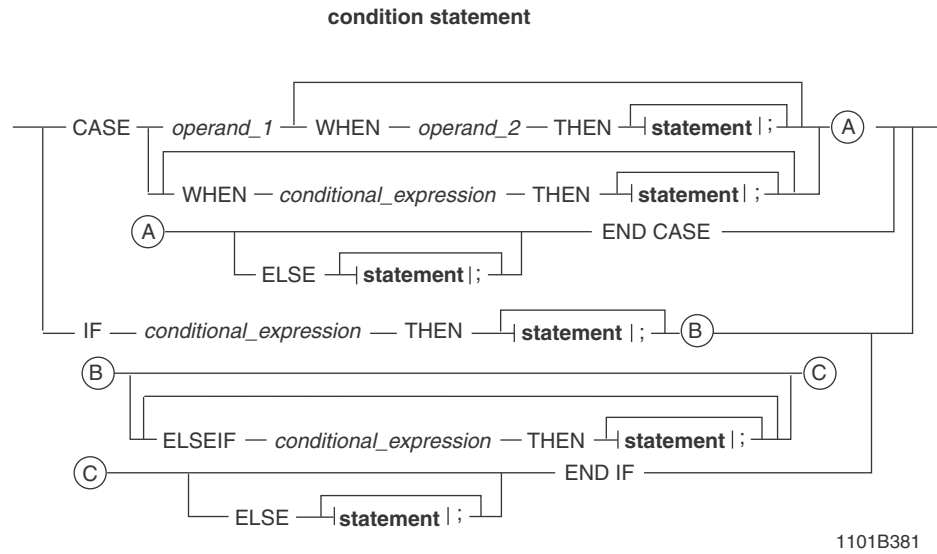 condition statement
CASE operand_1 WHEN operand_2 THEN statement ; A
WHEN conditional_expression THEN statement ;
A END CASE
ELSE statement ;
IF conditional_expression THEN statement ; B
B C
ELSEIF conditional_expression THEN statement ;
C END IF
ELSE statement ;
1101B381